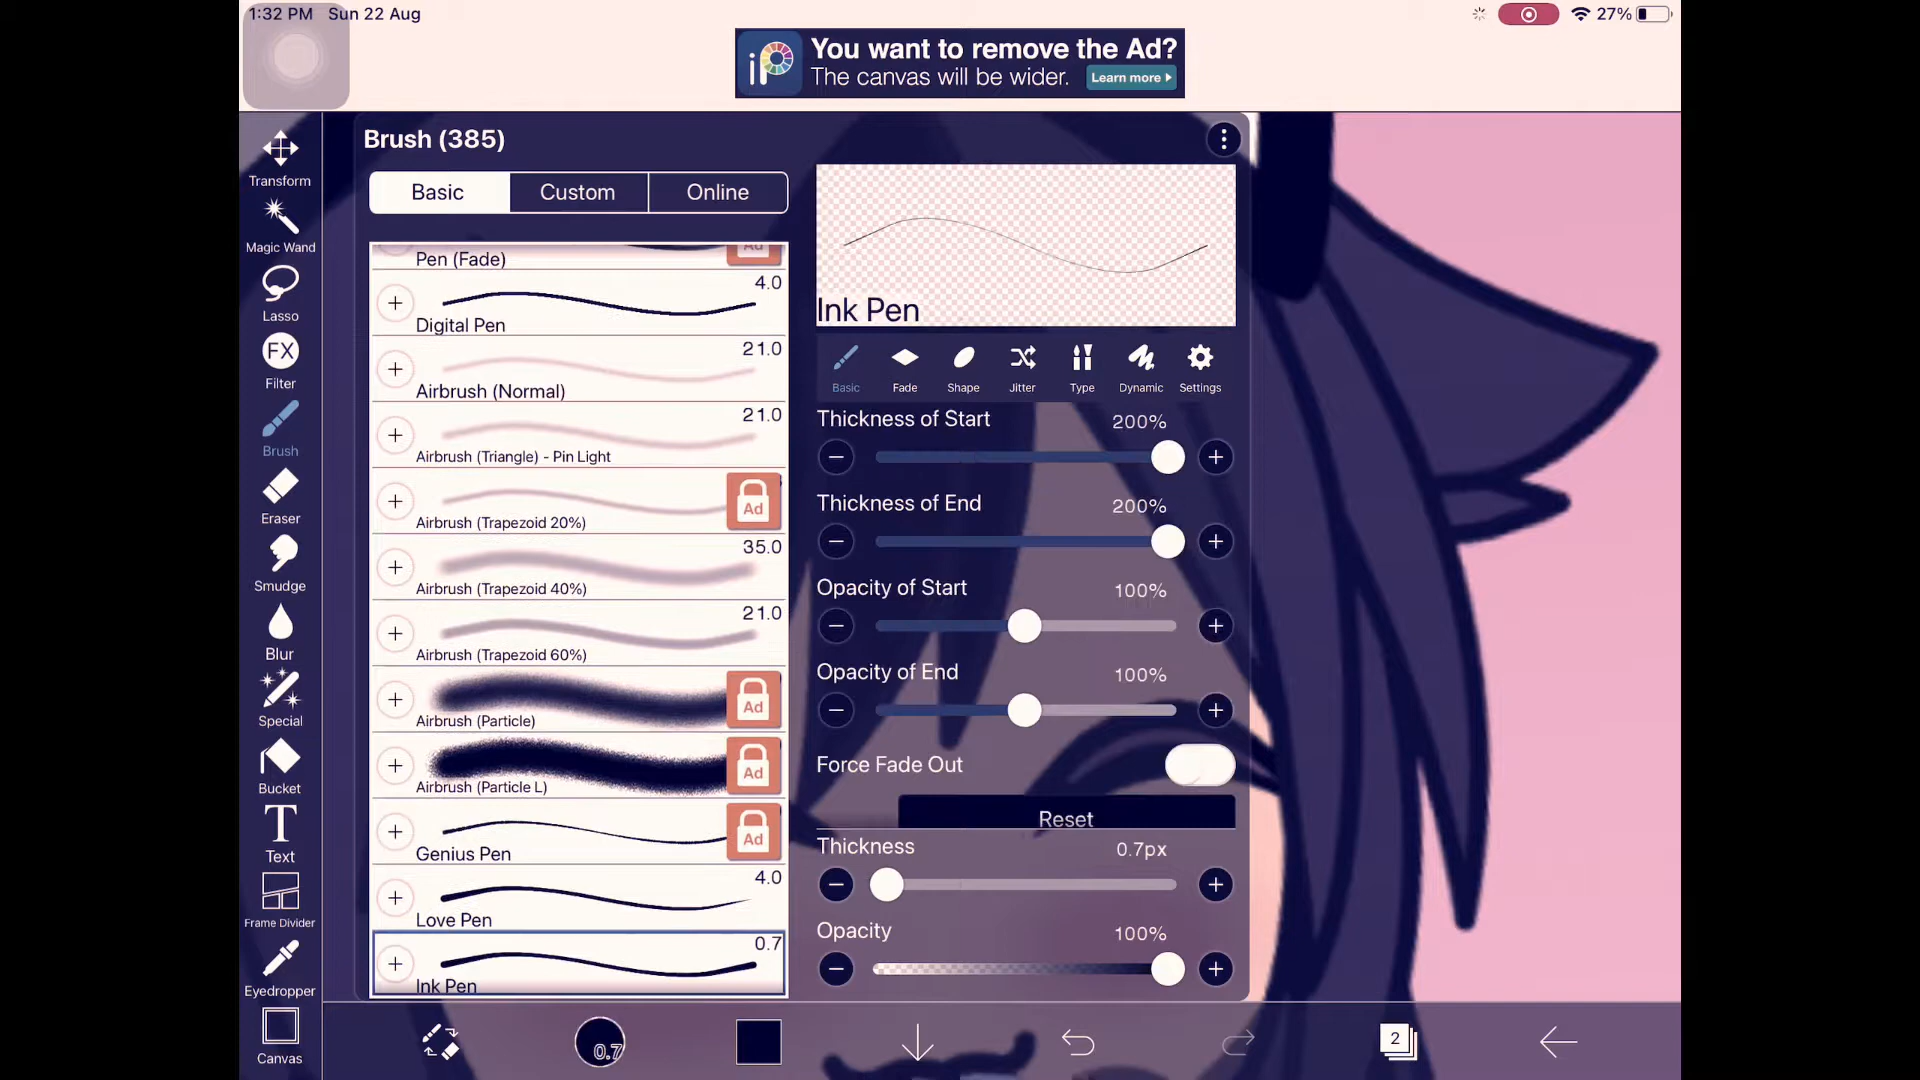 1:32 PM Sun 22 Aug
27%
You want to remove the Ad?
The canvas will be wider.
Learn more
Transform
Magic Wand
Lasso
FX
Filter
Brush
Eraser
Smudge
Blur
Special
Bucket
T
Text
Frame Divider
Eyedropper
Canvas
Brush (385)
Basic
Custom
Online
Ad
Pen (Fade)
4.0
Digital Pen
21.0
Airbrush (Normal)
21.0
Airbrush (Triangle) - Pin Light
Ad
Airbrush (Trapezoid 20%)
35.0
Airbrush (Trapezoid 40%)
21.0
Airbrush (Trapezoid 60%)
Ad
Airbrush (Particle)
Ad
Airbrush (Particle L)
Ad
Genius Pen
4.0
Love Pen
0.7
Ink Pen
Ink Pen
Basic
Fade
Shape
Jitter
Type
Dynamic
Settings
Thickness of Start 200%
Thickness of End 200%
Opacity of Start 100%
Opacity of End 100%
Force Fade Out
Reset
Thickness 0.7px
Opacity 100%
0.7
2